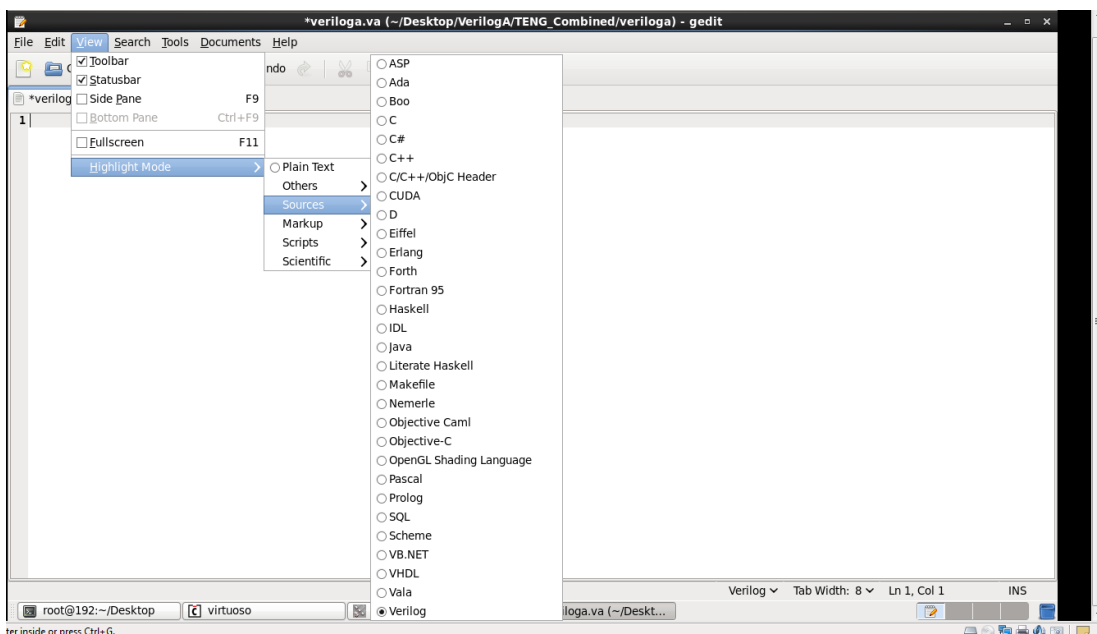 *veriloga.va (~/Desktop/VerilogA/TENG_Combined/veriloga) - gedit
File Edit View Search Tools Documents Help
Toolbar
Statusbar
Side Pane F9
Bottom Pane Ctrl+F9
Fullscreen F11
Highlight Mode
ndo
*verilog
1
Plain Text
Others
Sources
Markup
Scripts
Scientific
ASP
Ada
Boo
C
C#
C++
C/C++/ObjC Header
CUDA
D
Eiffel
Erlang
Forth
Fortran 95
Haskell
IDL
Java
Literate Haskell
Makefile
Nemerle
Objective Caml
Objective-C
OpenGL Shading Language
Pascal
Prolog
SQL
Scheme
VB.NET
VHDL
Vala
Verilog
Verilog Tab Width: 8 Ln 1, Col 1 INS
root@192:~/Desktop virtuoso iloga.va (~/Deskt...
ter inside or press Ctrl+G.